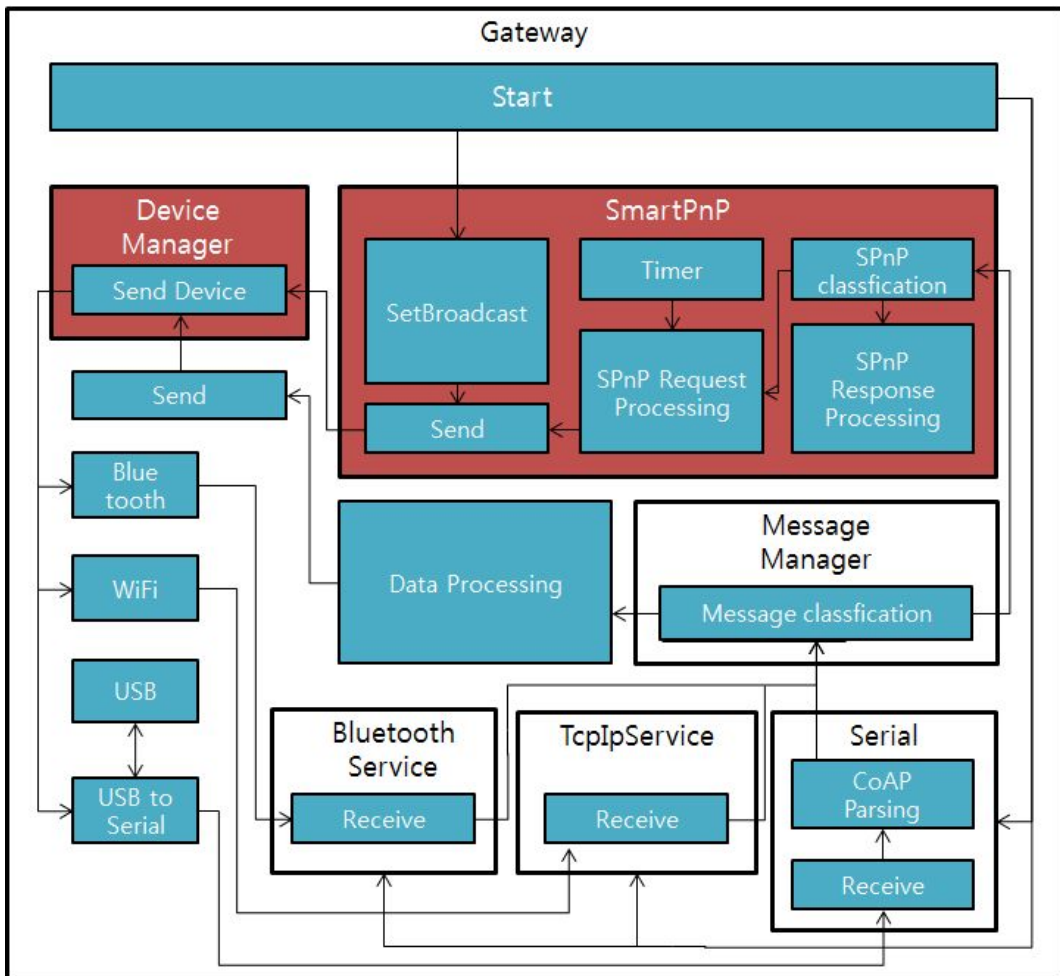 Gateway
Start
Device
Manager
Send Device
Send
SmartPnP
SetBroadcast
Send
Timer
SPnP Request
Processing
SPnP
classfication
SPnP
Response
Processing
Blue
tooth
WiFi
USB
USB to
Serial
Data Processing
Message
Manager
Message classfication
Bluetooth
Service
Receive
TcpIpService
Receive
Serial
CoAP
Parsing
Receive